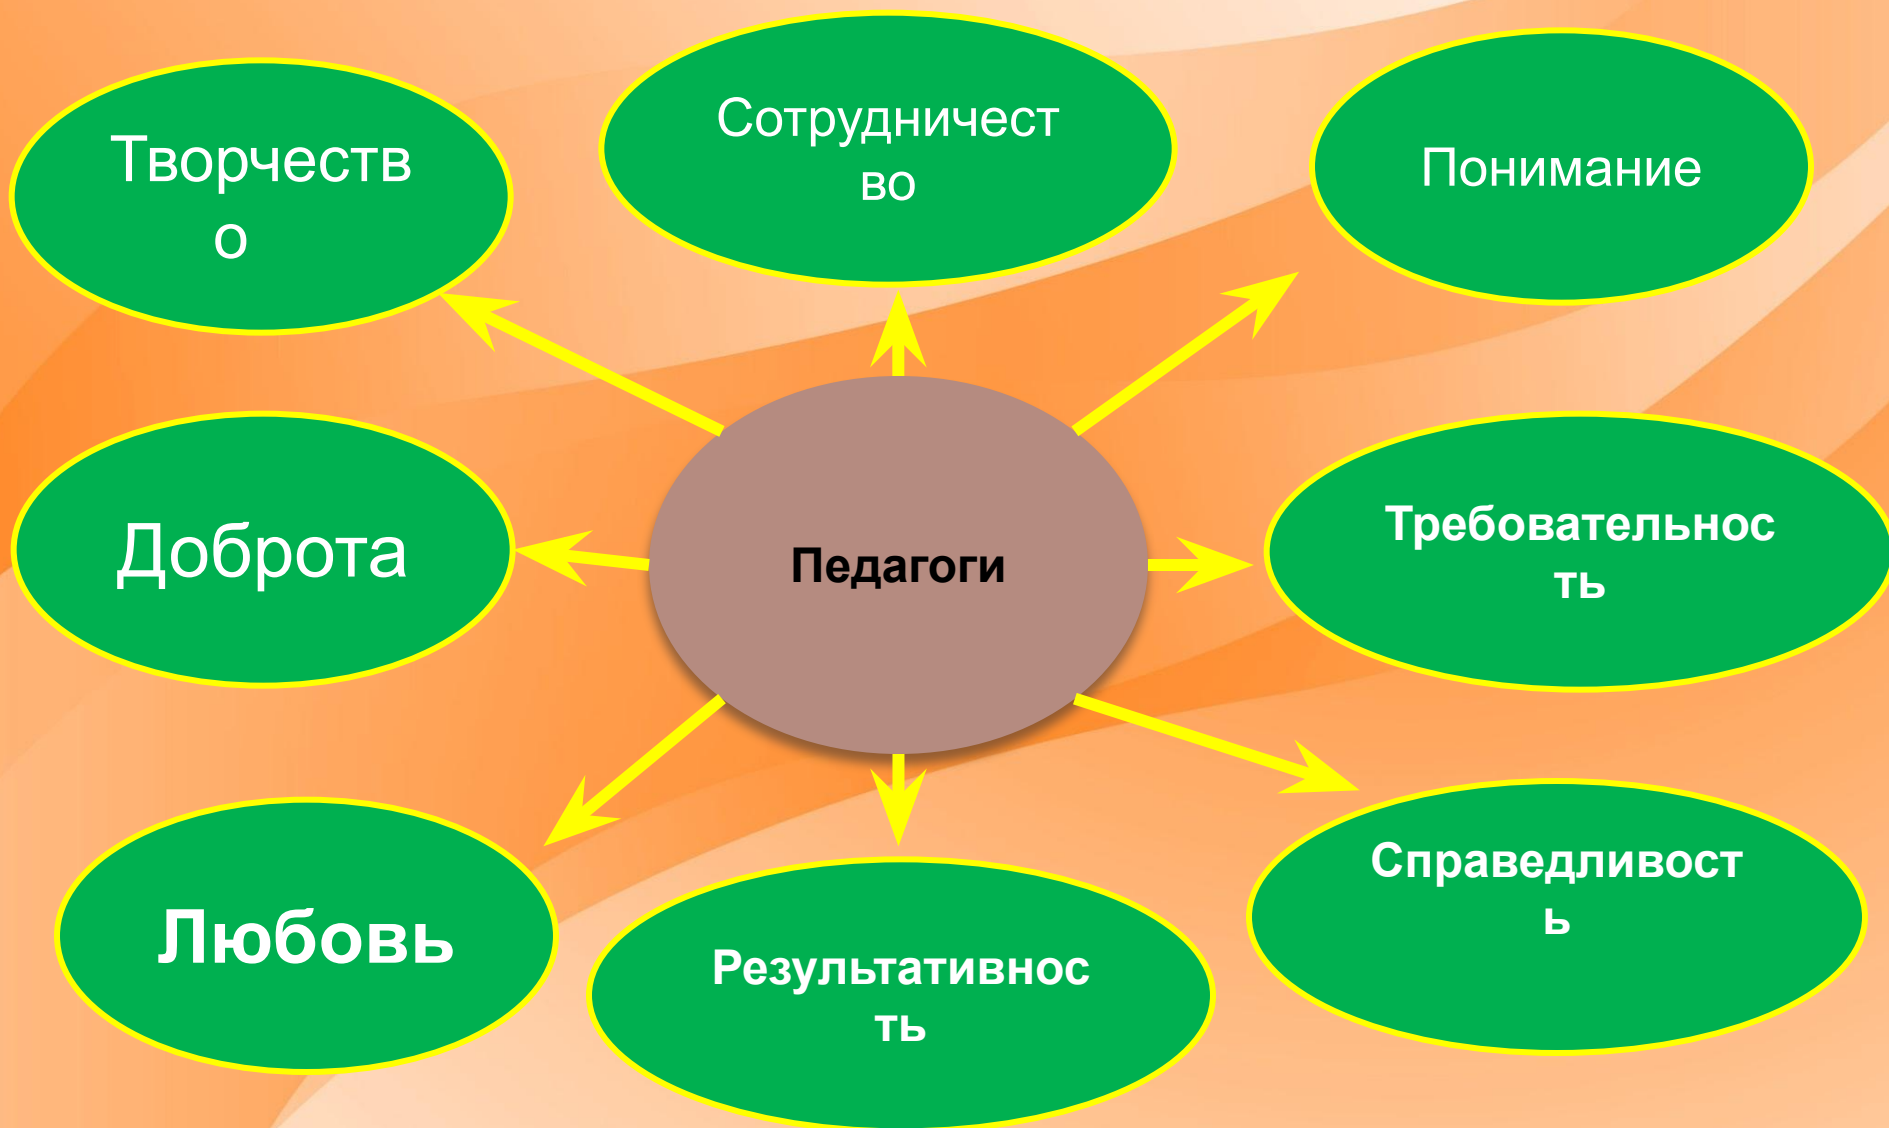 Творчеств
о
Сотрудничест
во
Понимание
Доброта
Педагоги
Требовательнос
ть
Любовь
Результативнос
ть
Справедливост
ь